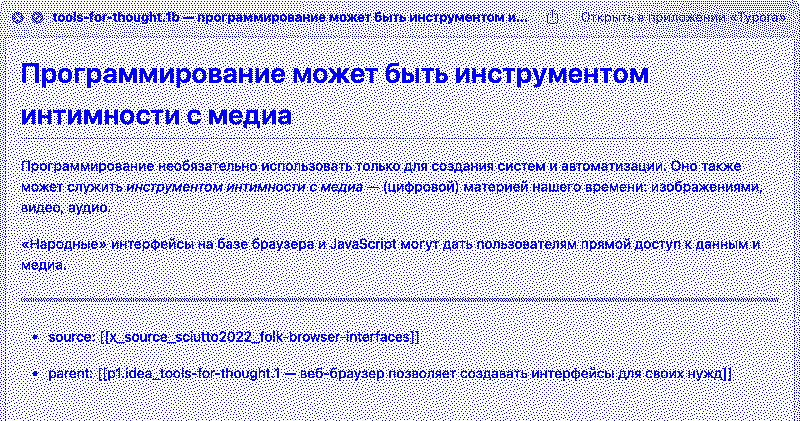 tools-for-thought.1b — программирование может быть инструментом и...
Открыть в приложении «Typora»
Программирование может быть инструментом
интимности с медиа
Программирование необязательно использовать только для создания систем и автоматизации. Оно также
может служить инструментом интимности с медиа — (цифровой) материей нашего времени: изображениями,
видео, аудио.
«Народные» интерфейсы на базе браузера и JavaScript могут дать пользователям прямой доступ к данным и
медиа.
source: [[x_source_sciutto2022_folk-browser-interfaces]]
parent: [[p1.idea_tools-for-thought.1 — веб-браузер позволяет создавать интерфейсы для своих нужд]]